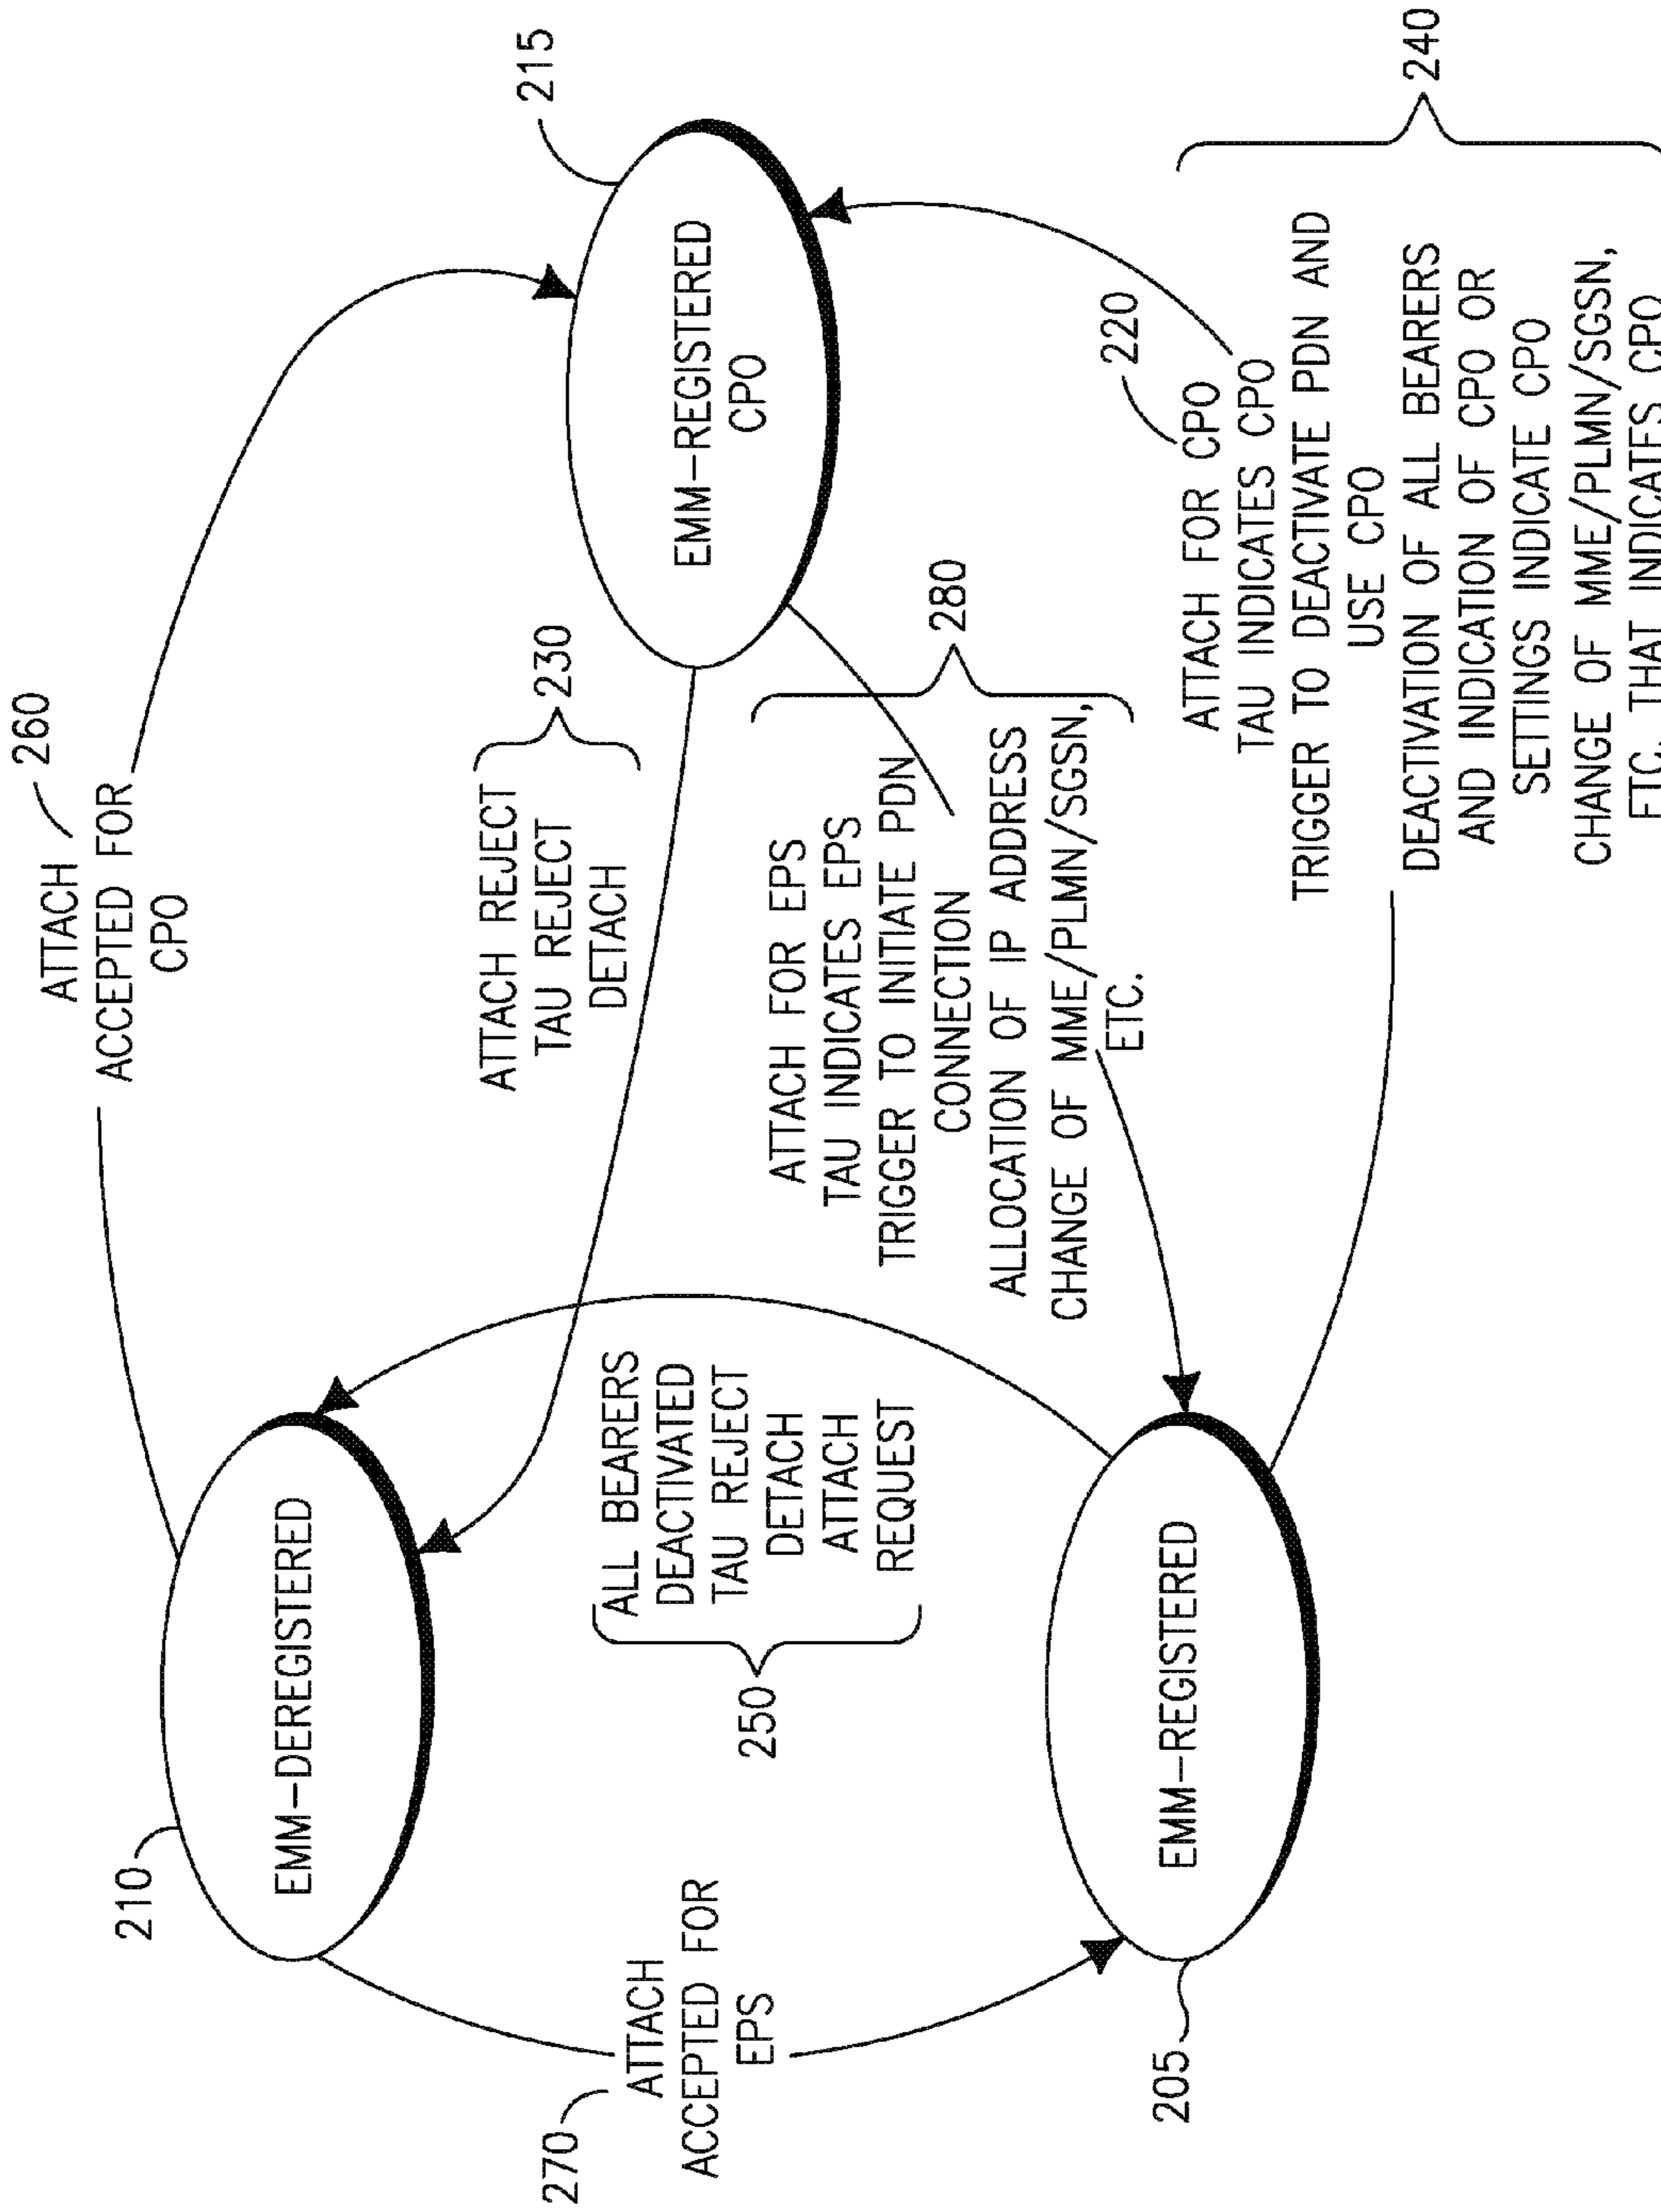 260
ATTACH
ACCEPTED FOR
CPO
210
EMM-DEREGISTERED
215
EMM-REGISTERED
CPO
ATTACH REJECT
TAU REJECT
DETACH
230
270
ATTACH
ACCEPTED FOR
EPS
ALL BEARERS
DEACTIVATED
TAU REJECT
DETACH
ATTACH
REQUEST
250
ATTACH FOR EPS
TAU INDICATES EPS
TRIGGER TO INITIATE PDN
CONNECTION
ALLOCATION OF IP ADDRESS
CHANGE OF MME/PLMN/SGSN,
ETC.
280
205
EMM-REGISTERED
220
ATTACH FOR CPO
TAU INDICATES CPO
TRIGGER TO DEACTIVATE PDN AND
USE CPO
DEACTIVATION OF ALL BEARERS
AND INDICATION OF CPO OR
SETTINGS INDICATE CPO
CHANGE OF MME/PLMN/SGSN,
ETC. THAT INDICATES CPO
240